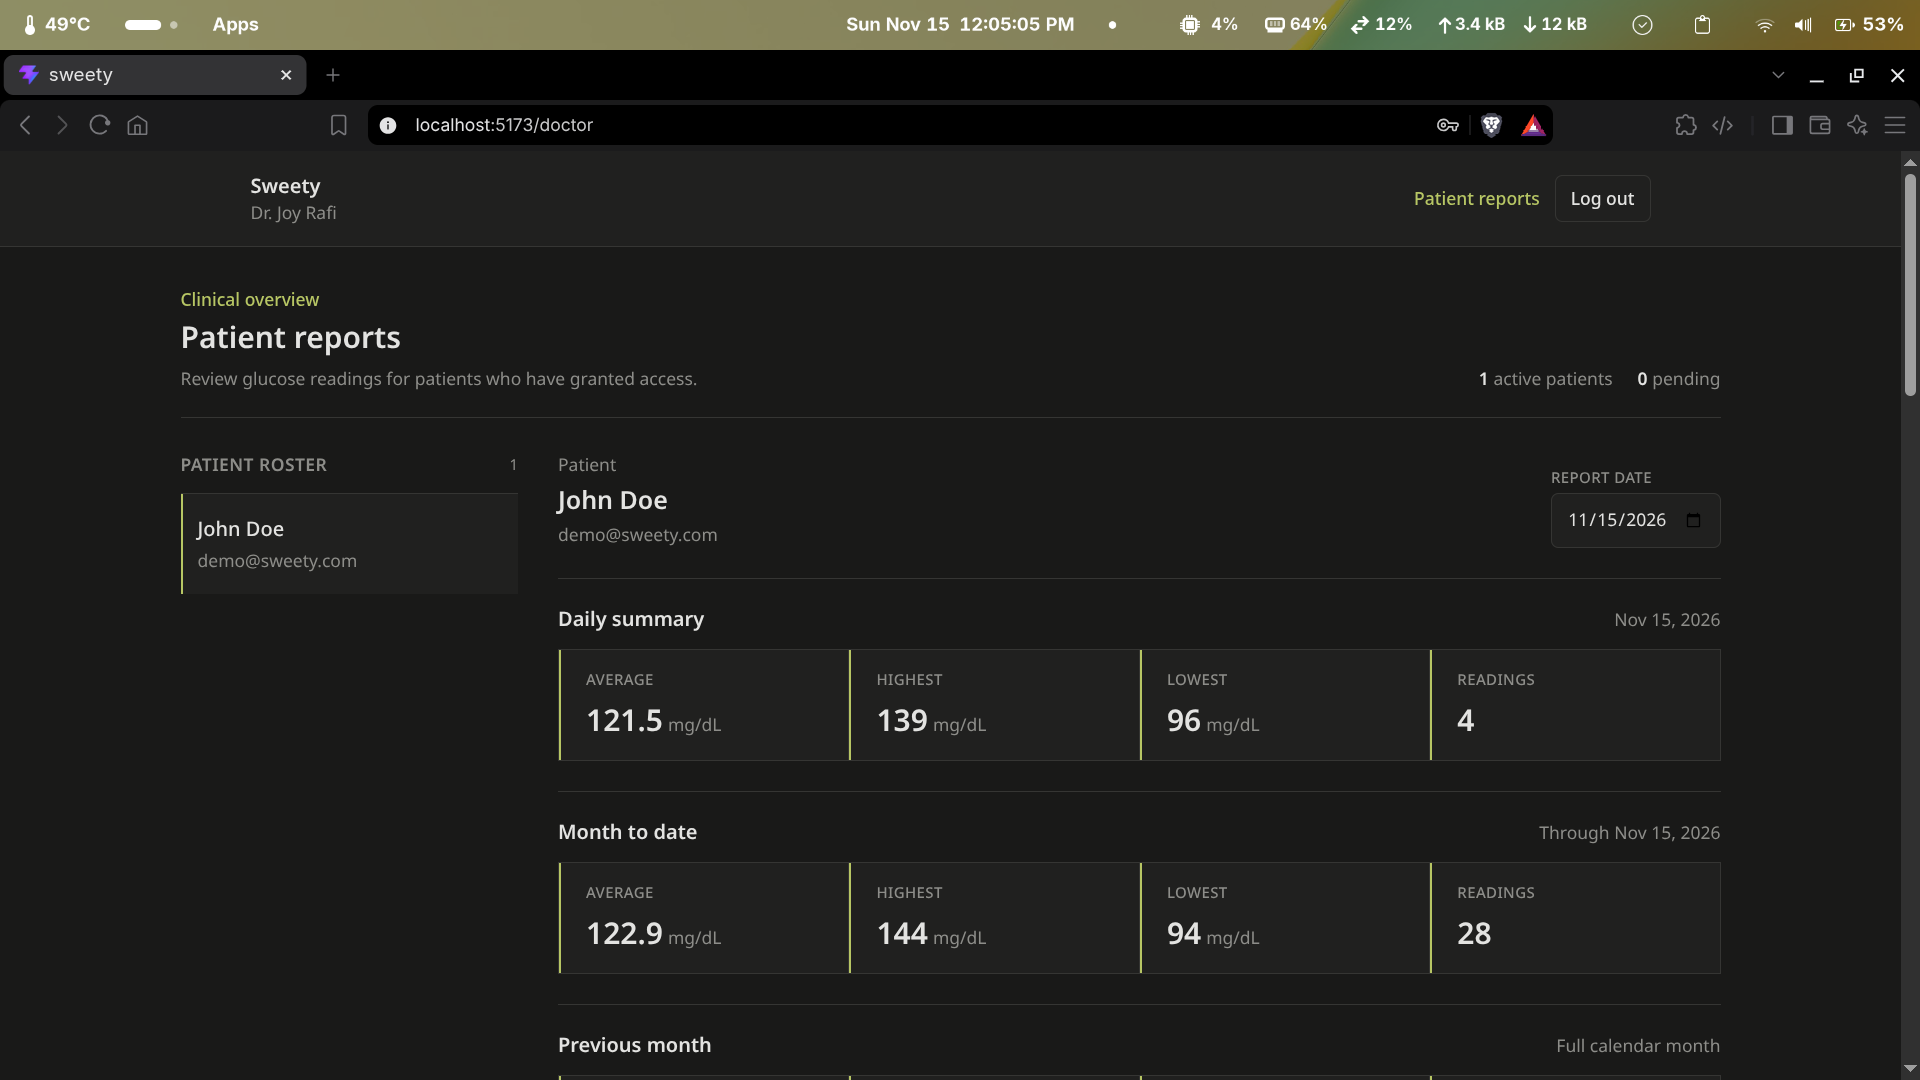 49°C Apps Sun Nov 15 12:05:05 PM 4% 64% 12% 3.4 kB 12 kB 53%
sweety
localhost:5173/doctor
Sweety
Dr. Joy Rafi
Patient reports Log out
Clinical overview
Patient reports
Review glucose readings for patients who have granted access.
1 active patients 0 pending
PATIENT ROSTER 1
John Doe
demo@sweety.com
Patient
John Doe
demo@sweety.com
REPORT DATE
11/15/2026
Daily summary Nov 15, 2026
AVERAGE HIGHEST LOWEST READINGS
121.5 mg/dL 139 mg/dL 96 mg/dL 4
Month to date Through Nov 15, 2026
AVERAGE HIGHEST LOWEST READINGS
122.9 mg/dL 144 mg/dL 94 mg/dL 28
Previous month Full calendar month